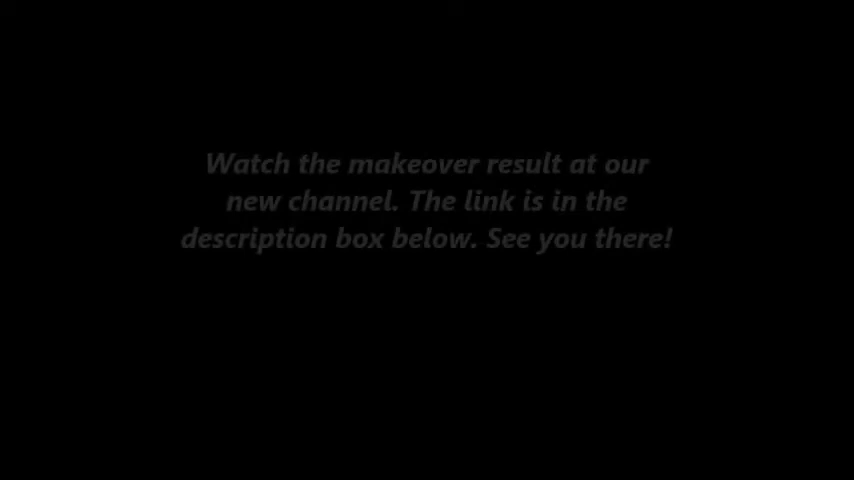 Watch the makeover result at our
new channel. The link is in the
description box below. See you there!